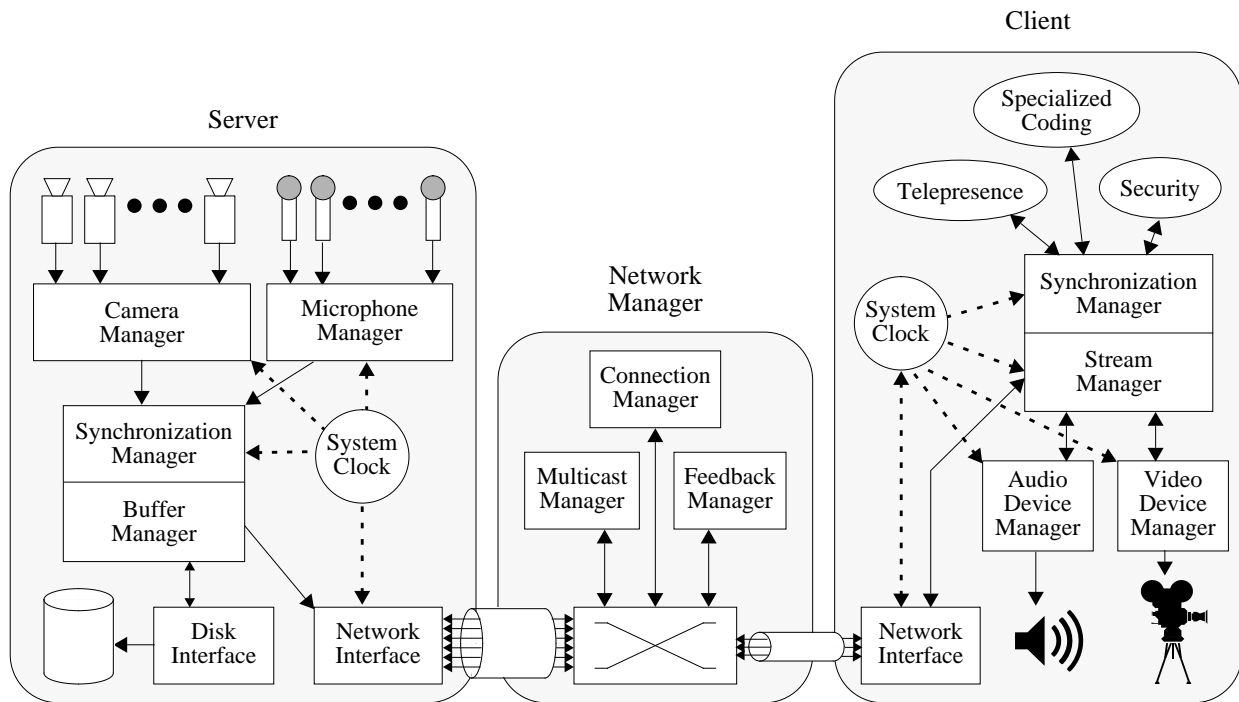 Server
Camera
Manager
Microphone
Manager
Synchronization
Manager
System
Clock
Buffer
Manager
Disk
Interface
Network
Interface
Network
Manager
Connection
Manager
Multicast
Manager
Feedback
Manager
Client
Specialized
Coding
Telepresence
Security
System
Clock
Synchronization
Manager
Stream
Manager
Audio
Device
Manager
Video
Device
Manager
Network
Interface